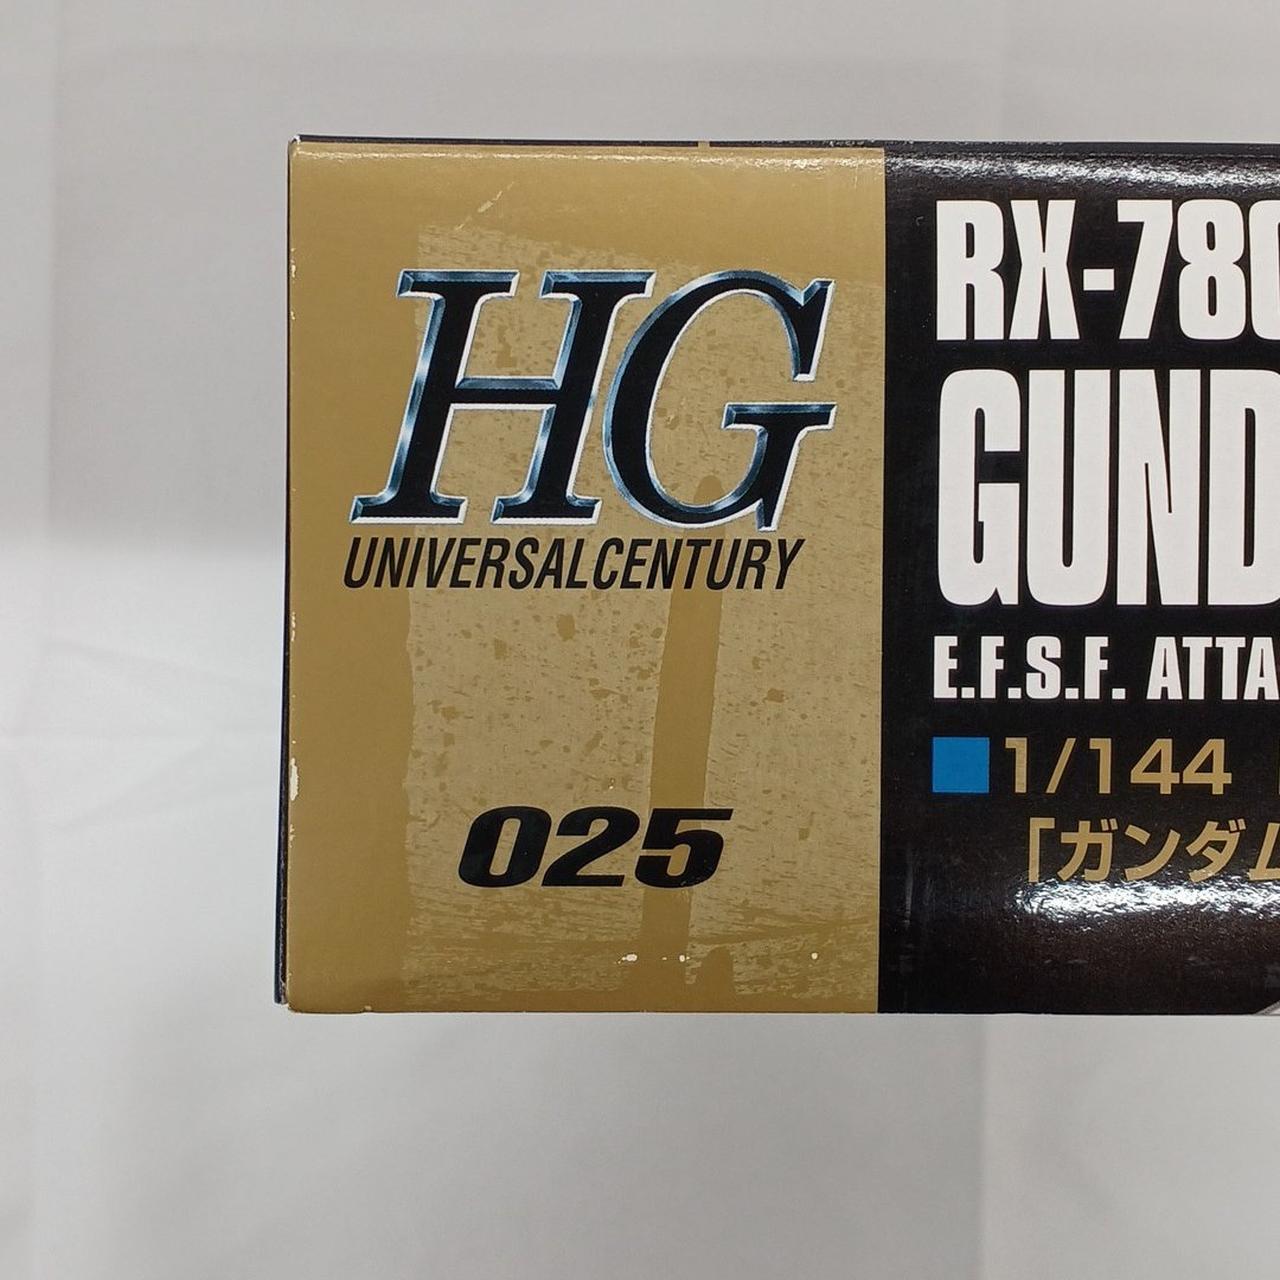 HG
UNIVERSALCENTURY
025
RX-78
GUND
E.F.S.F. ATTA
1/144
「ガンダム